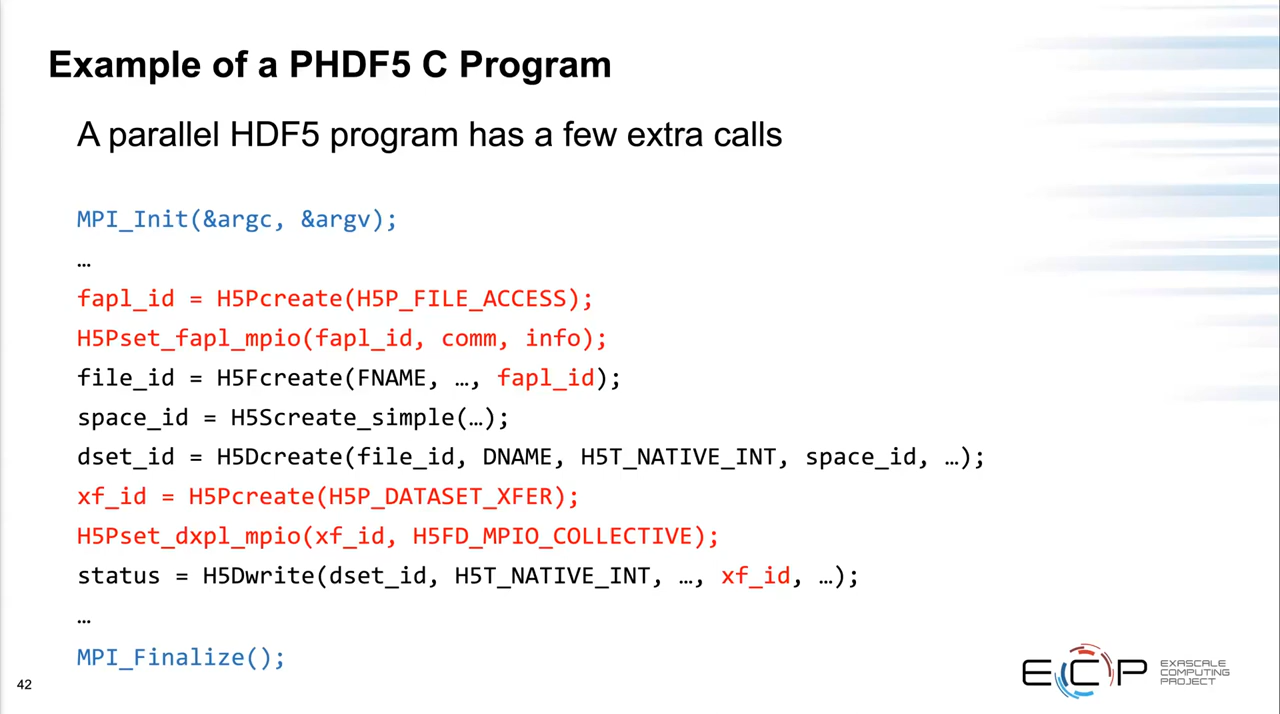 Example of a PHDF5 C Program
A parallel HDF5 program has a few extra calls
MPI_Init(&argc, &argv);
…
fapl_id = H5Pcreate(H5P_FILE_ACCESS);
H5Pset_fapl_mpio(fapl_id, comm, info);
file_id = H5Fcreate(FNAME, …, fapl_id);
space_id = H5Screate_simple(…);
dset_id = H5Dcreate(file_id, DNAME, H5T_NATIVE_INT, space_id, …);
xf_id = H5Pcreate(H5P_DATASET_XFER);
H5Pset_dxpl_mpio(xf_id, H5FD_MPIO_COLLECTIVE);
status = H5Dwrite(dset_id, H5T_NATIVE_INT, …, xf_id, …);
…
MPI_Finalize();
42
ECP
EXASCALE
COMPUTING
PROJECT